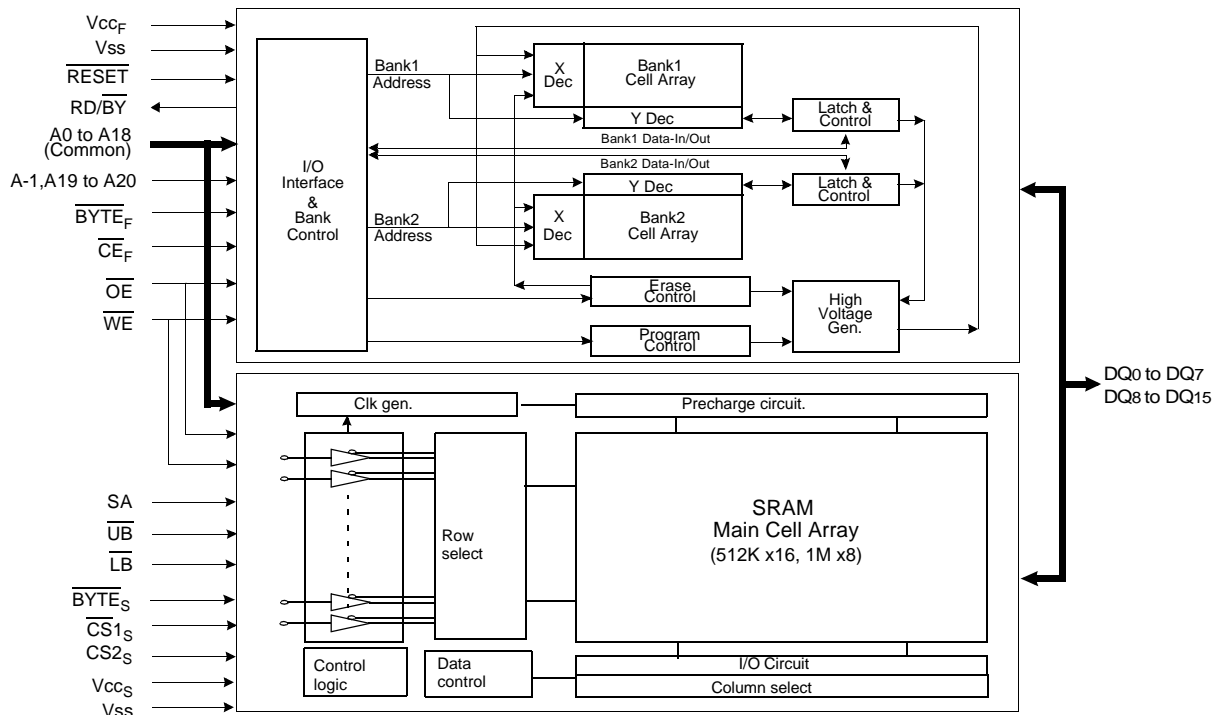 VccF
Vss
RESET
RD/BY
A0 to A18
(Common)
A-1,A19 to A20
BYTEF
CEF
OE
WE
I/O
Interface
&
Bank
Control
Bank1
Address
X
Dec
Bank1
Cell Array
Y Dec
Latch &
Control
Bank1 Data-In/Out
Bank2 Data-In/Out
Y Dec
Latch &
Control
Bank2
Address
X
Dec
Bank2
Cell Array
Erase
Control
High
Voltage
Gen.
Program
Control
DQ0 to DQ7
DQ8 to DQ15
SA
UB
LB
BYTES
CS1S
CS2S
VccS
Vss
Clk gen.
Precharge circuit.
Row
select
SRAM
Main Cell Array
(512K x16, 1M x8)
Control
logic
Data
control
I/O Circuit
Column select